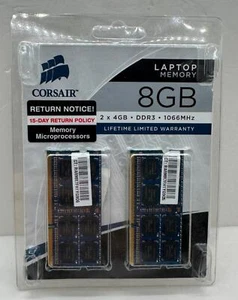 CORSAIR
LAPTOP
MEMORY
8GB
2 x 4GB • DDR3 • 1066MHz
LIFETIME LIMITED WARRANTY
RETURN NOTICE!
15-DAY RETURN POLICY
Memory
Microprocessors